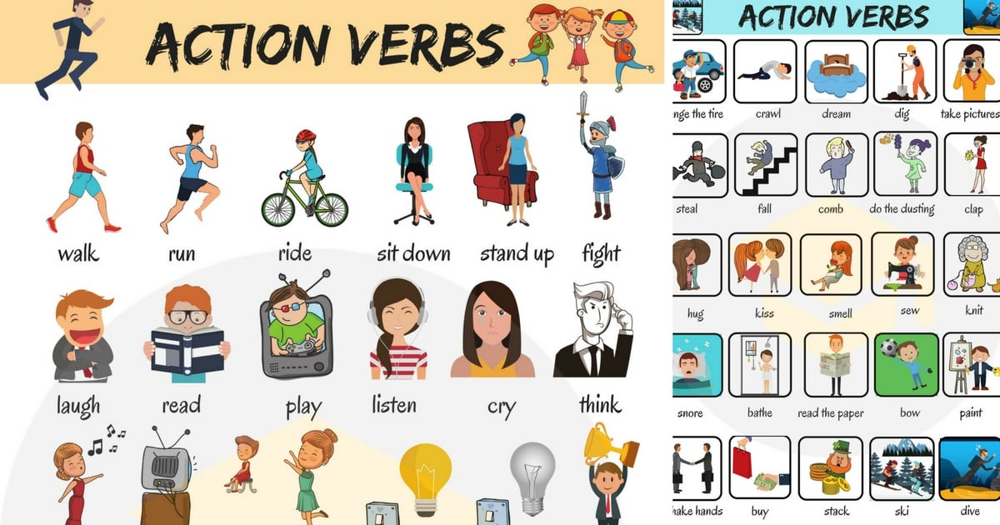 ACTION VERBS
walk run ride sit down stand up fight
laugh read play listen cry think
ACTION VERBS
nge the tire crawl dream dig take pictures
steal fall comb do the dusting clap
hug kiss smell sew knit
snore bathe read the paper bow paint
hake hands buy stack ski dive